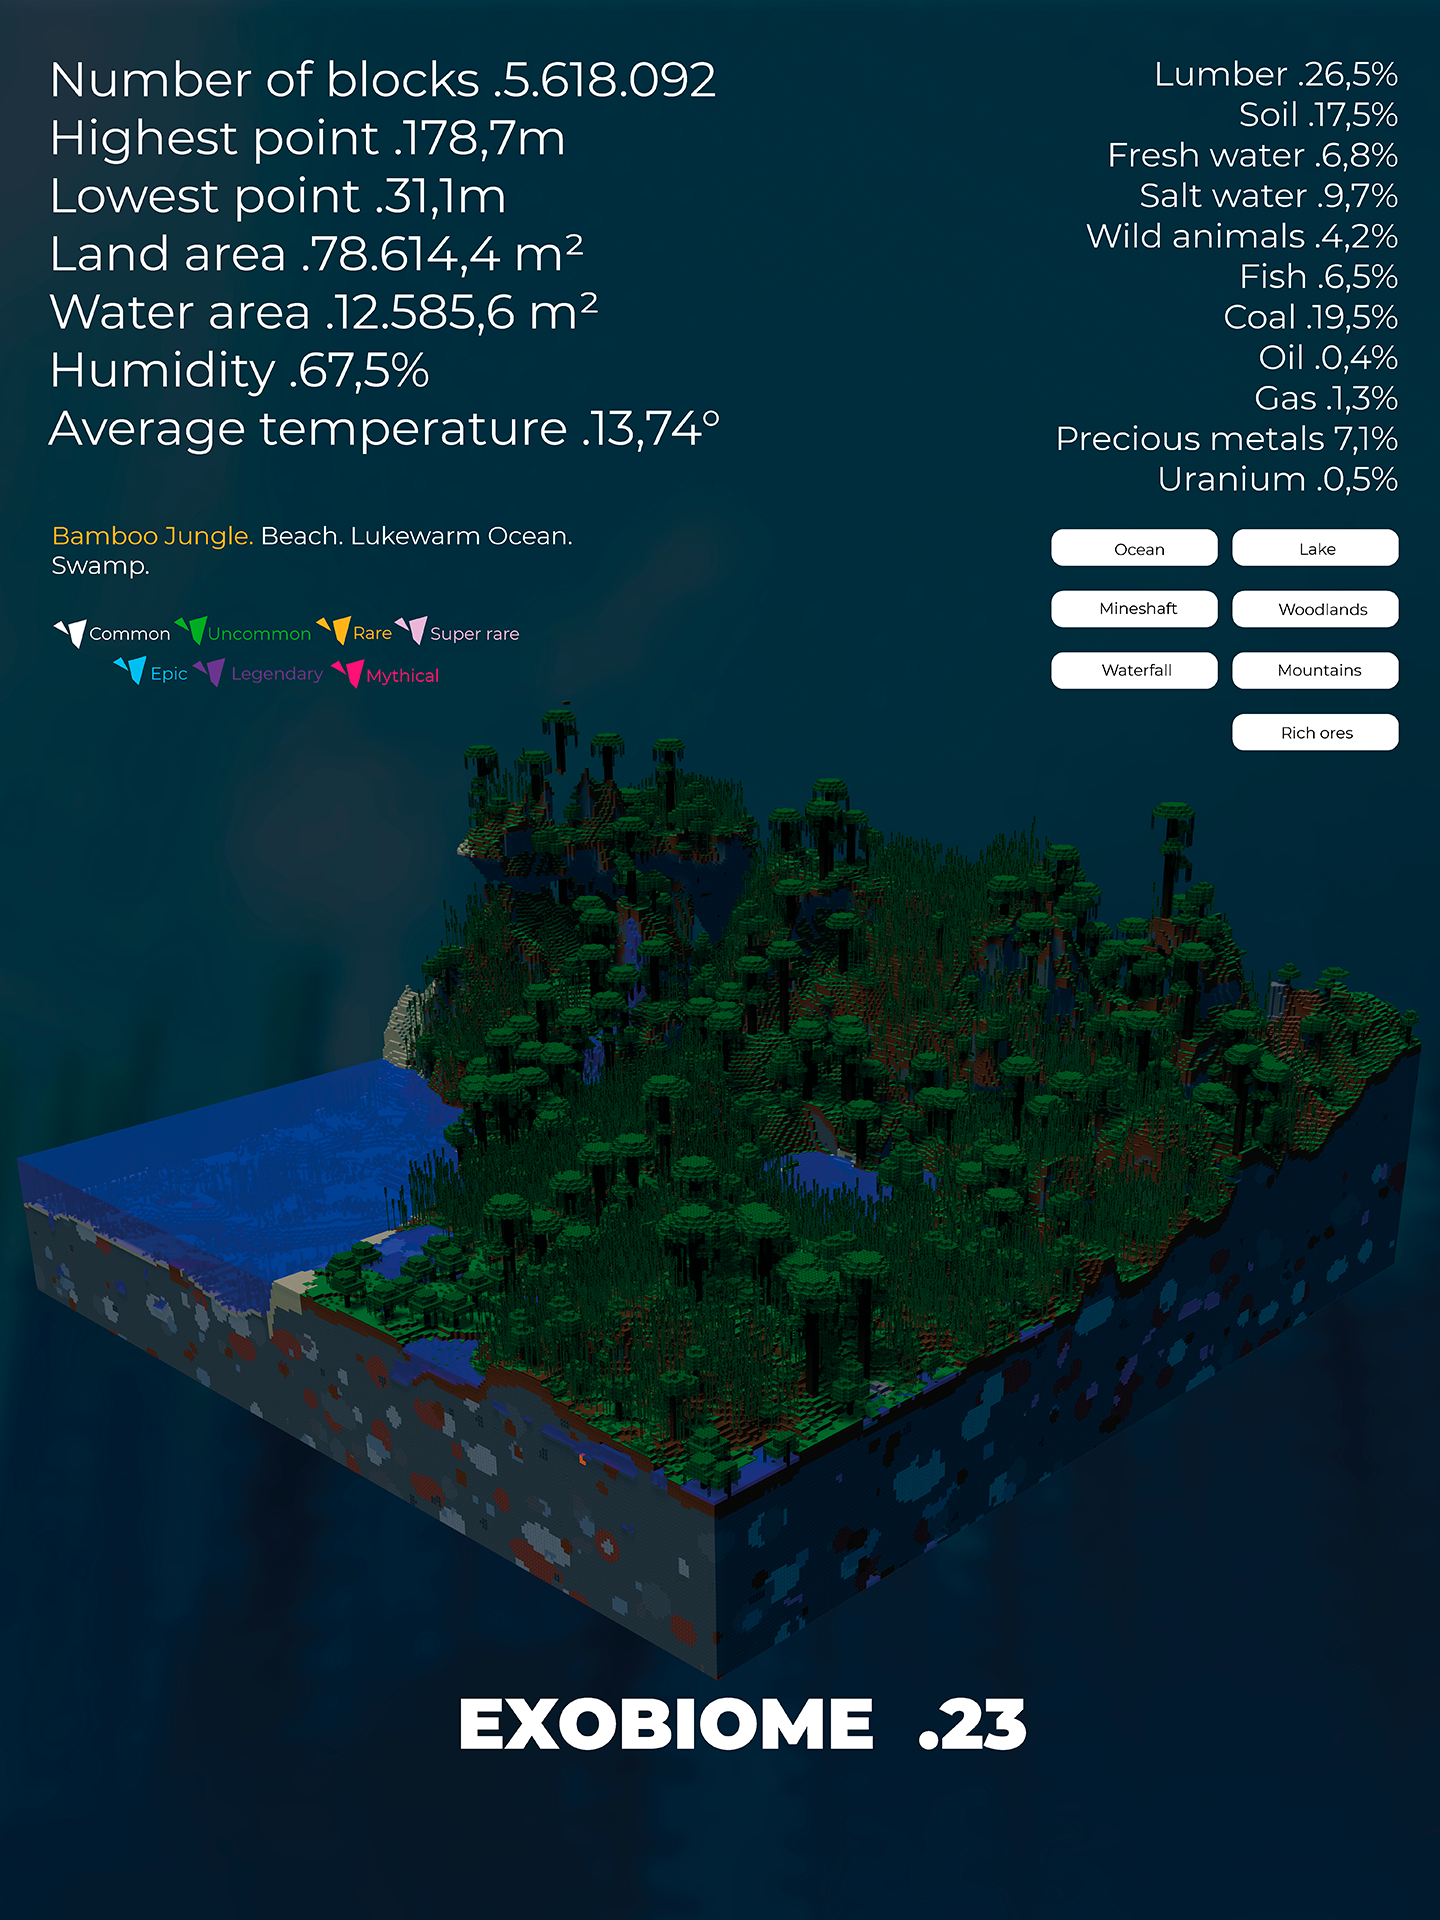 Number of blocks .5.618.092
Highest point .178,7m
Lowest point .31,1m
Land area .78.614,4 m²
Water area .12.585,6 m²
Humidity .67,5%
Average temperature .13,74°
Lumber .26,5%
Soil .17,5%
Fresh water .6,8%
Salt water .9,7%
Wild animals .4,2%
Fish .6,5%
Coal .19,5%
Oil .0,4%
Gas .1,3%
Precious metals 7,1%
Uranium .0,5%
Bamboo Jungle. Beach. Lukewarm Ocean.
Swamp.
Common Uncommon Rare Super rare
Epic Legendary Mythical
Ocean Lake
Mineshaft Woodlands
Waterfall Mountains
Rich ores
EXOBIOME .23